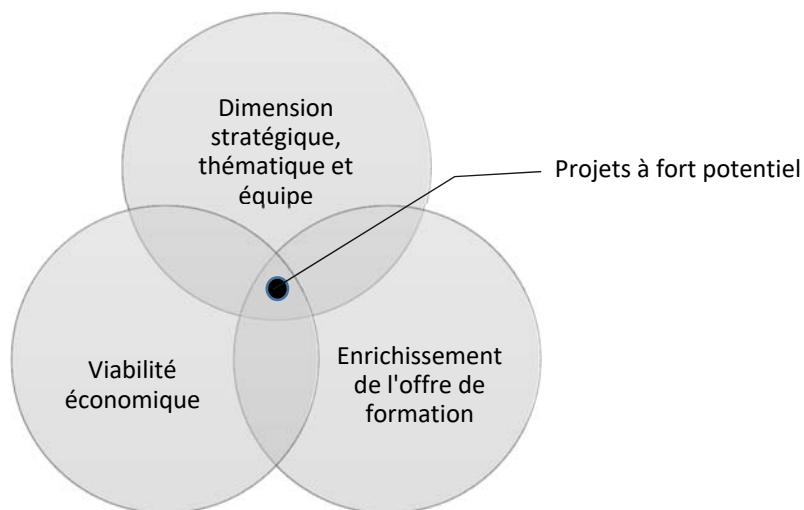 Dimension
stratégique,
thématique et
équipe
Projets à fort potentiel
Viabilité
économique
Enrichissement
de l'offre de
formation